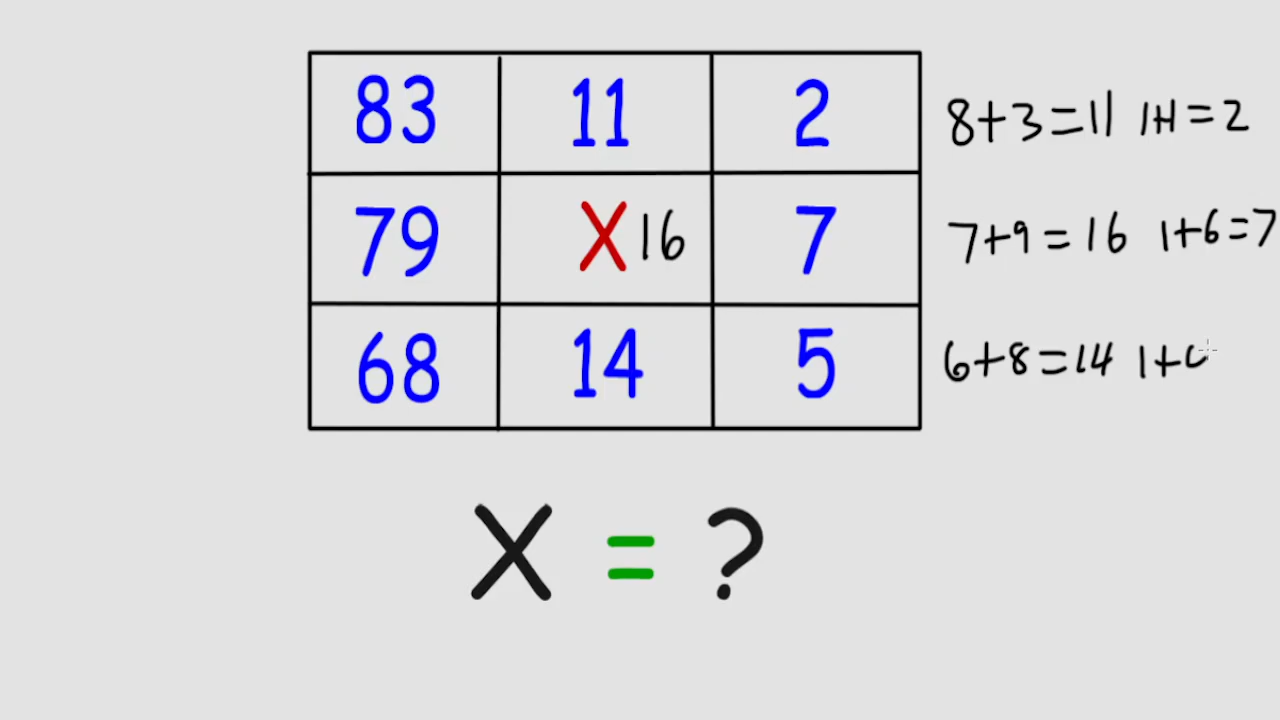 83 11 2 8+3=11 1+1=2
79 X 16 7 7+9=16 1+6=7
68 14 5 6+8=14 1+
X = ?